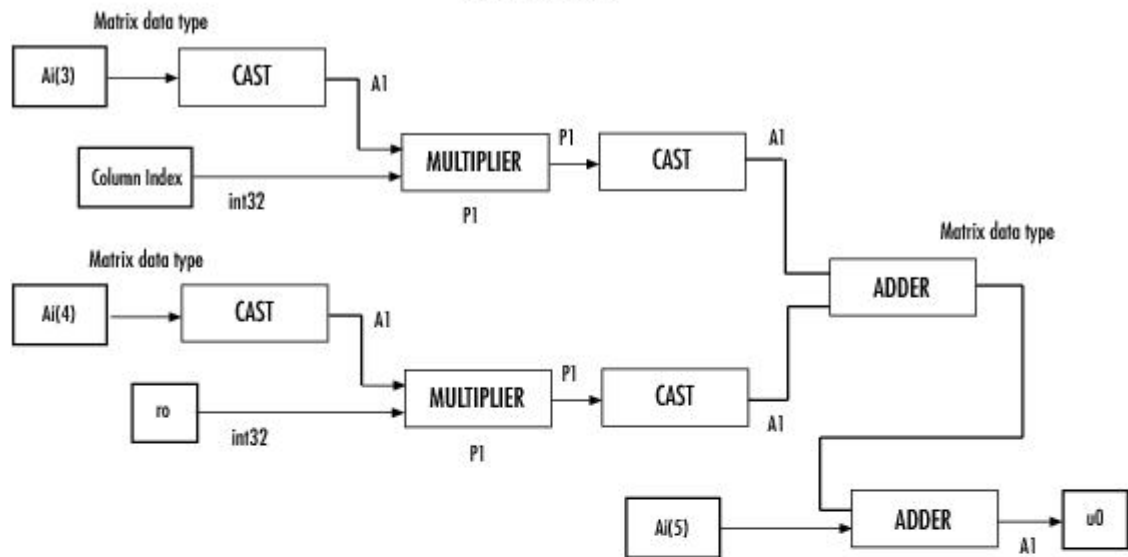 Matrix data type
Ai(3)
CAST
A1
Column Index
int32
MULTIPLIER
P1
P1
CAST
A1
Matrix data type
Ai(4)
CAST
A1
ro
int32
MULTIPLIER
P1
P1
CAST
A1
Matrix data type
ADDER
Ai(5)
ADDER
A1
u0